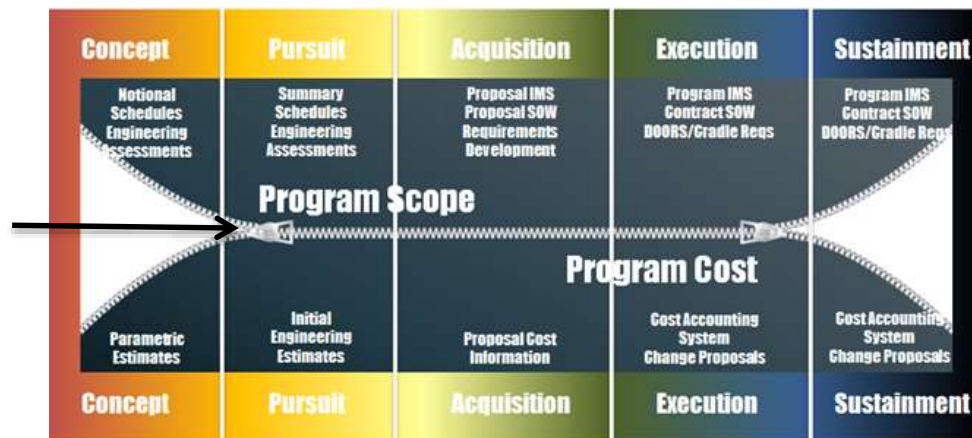 Concept
Pursuit
Acquisition
Execution
Sustainment
Notional
Schedules
Engineering
Assessments
Summary
Schedules
Engineering
Assessments
Proposal IMS
Proposal SOW
Requirements
Development
Program IMS
Contract SOW
DOORS/Cradle Reqs
Program IMS
Contract SOW
DOORS/Cradle Reqs
Program Scope
Program Cost
Parametric
Estimates
Initial
Engineering
Estimates
Proposal Cost
Information
Cost Accounting
System
Change Proposals
Cost Accounting
System
Change Proposals
Concept
Pursuit
Acquisition
Execution
Sustainment